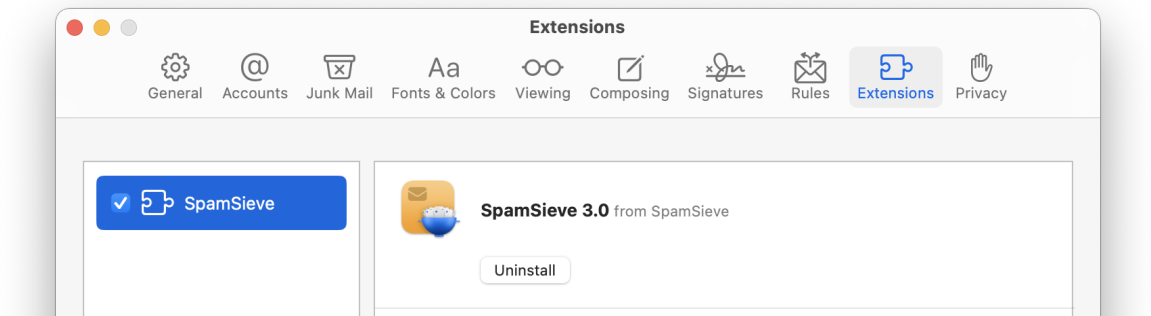 Extensions
General Accounts Junk Mail Fonts & Colors Viewing Composing Signatures Rules Extensions Privacy
SpamSieve
SpamSieve 3.0 from SpamSieve
Uninstall